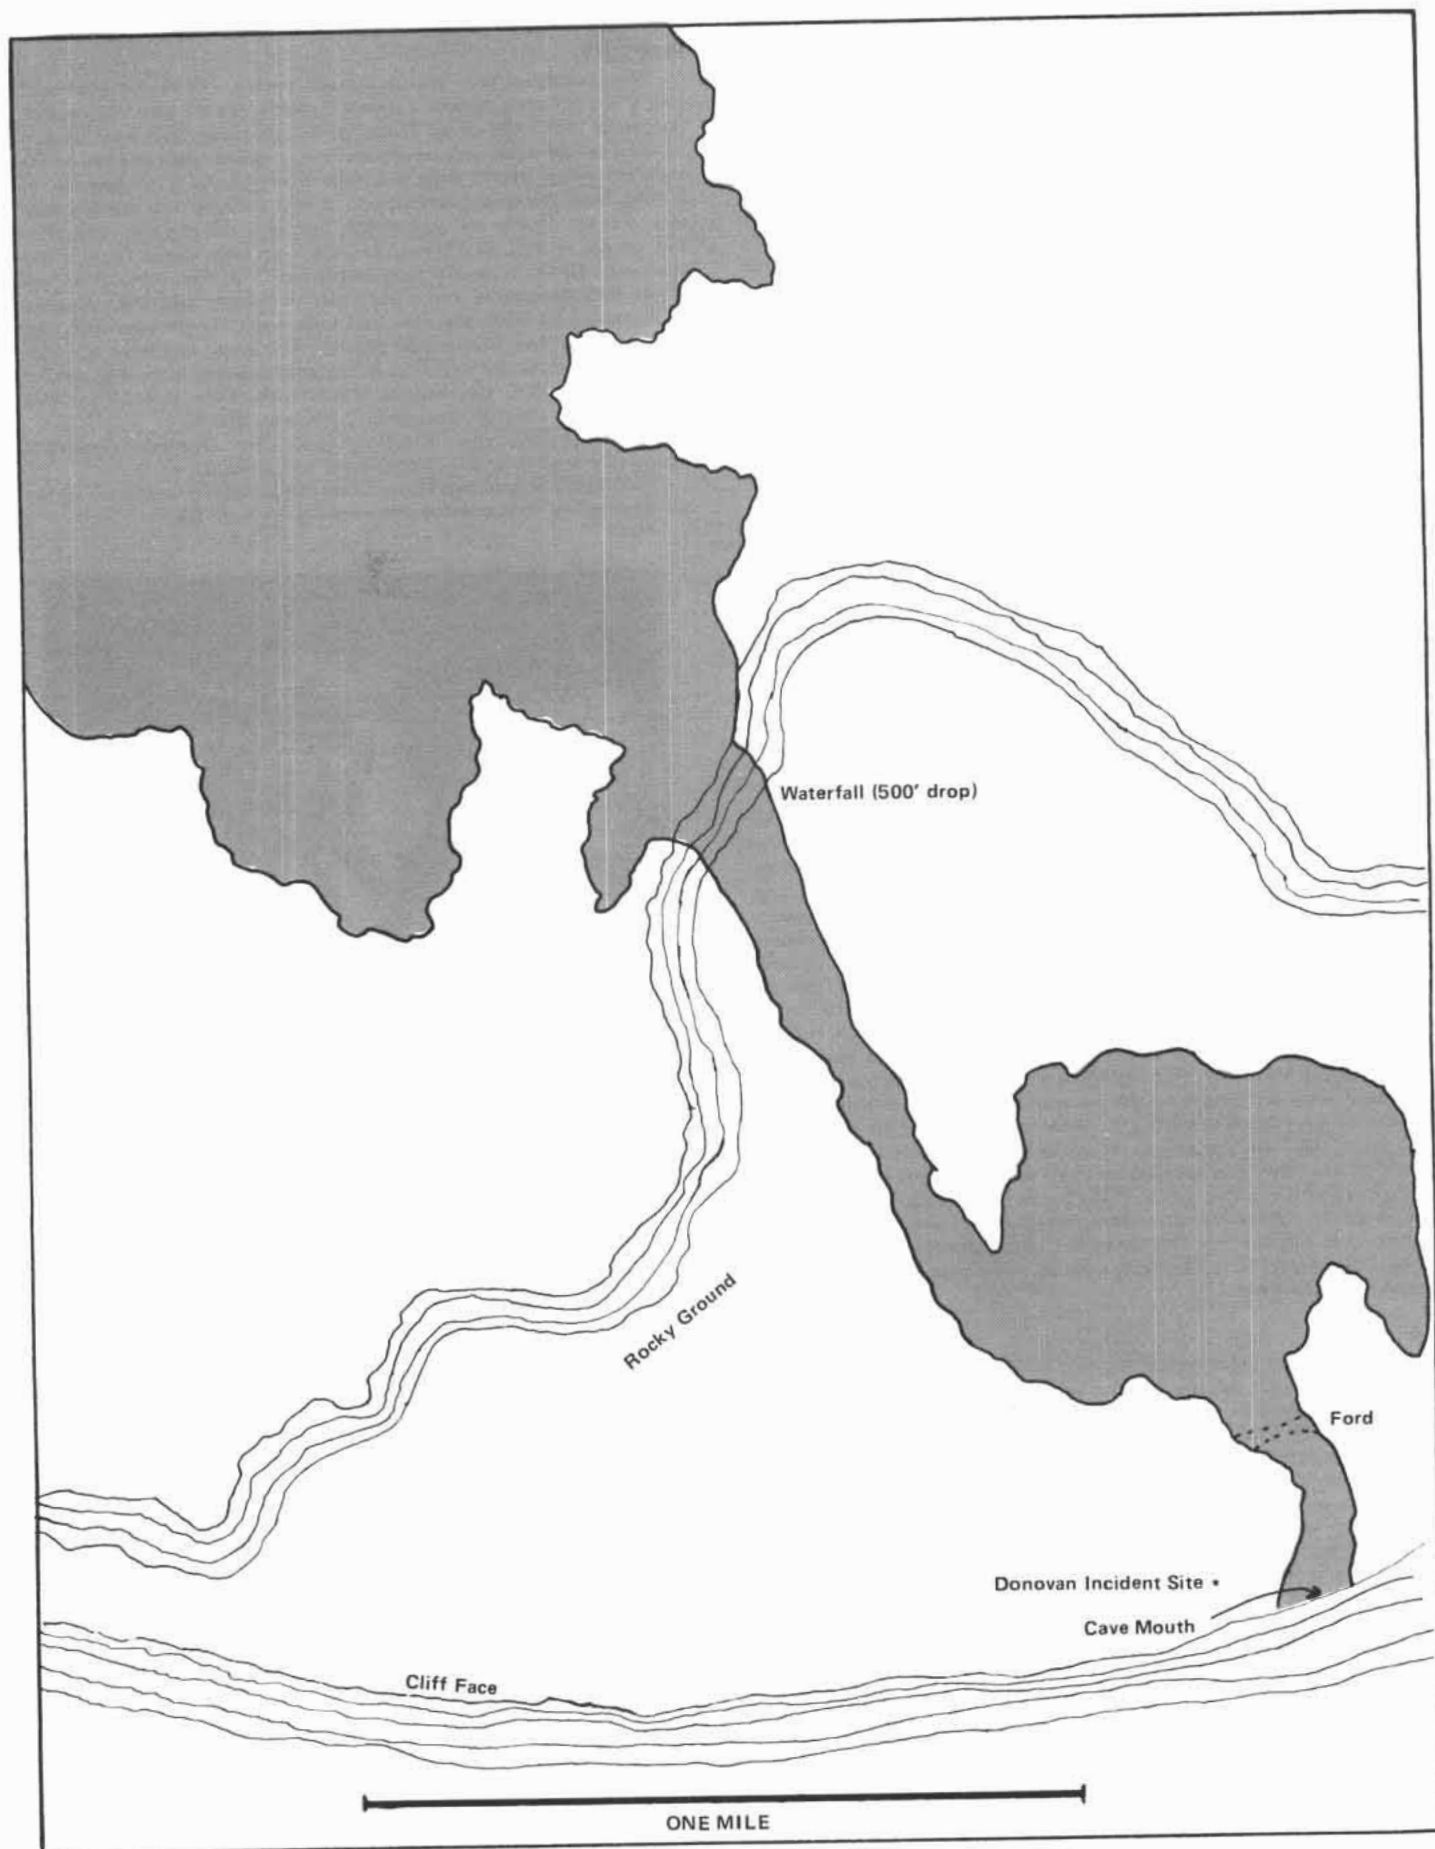 Waterfall (500' drop)
Rocky Ground
Ford
Donovan Incident Site
Cave Mouth
Cliff Face
ONE MILE